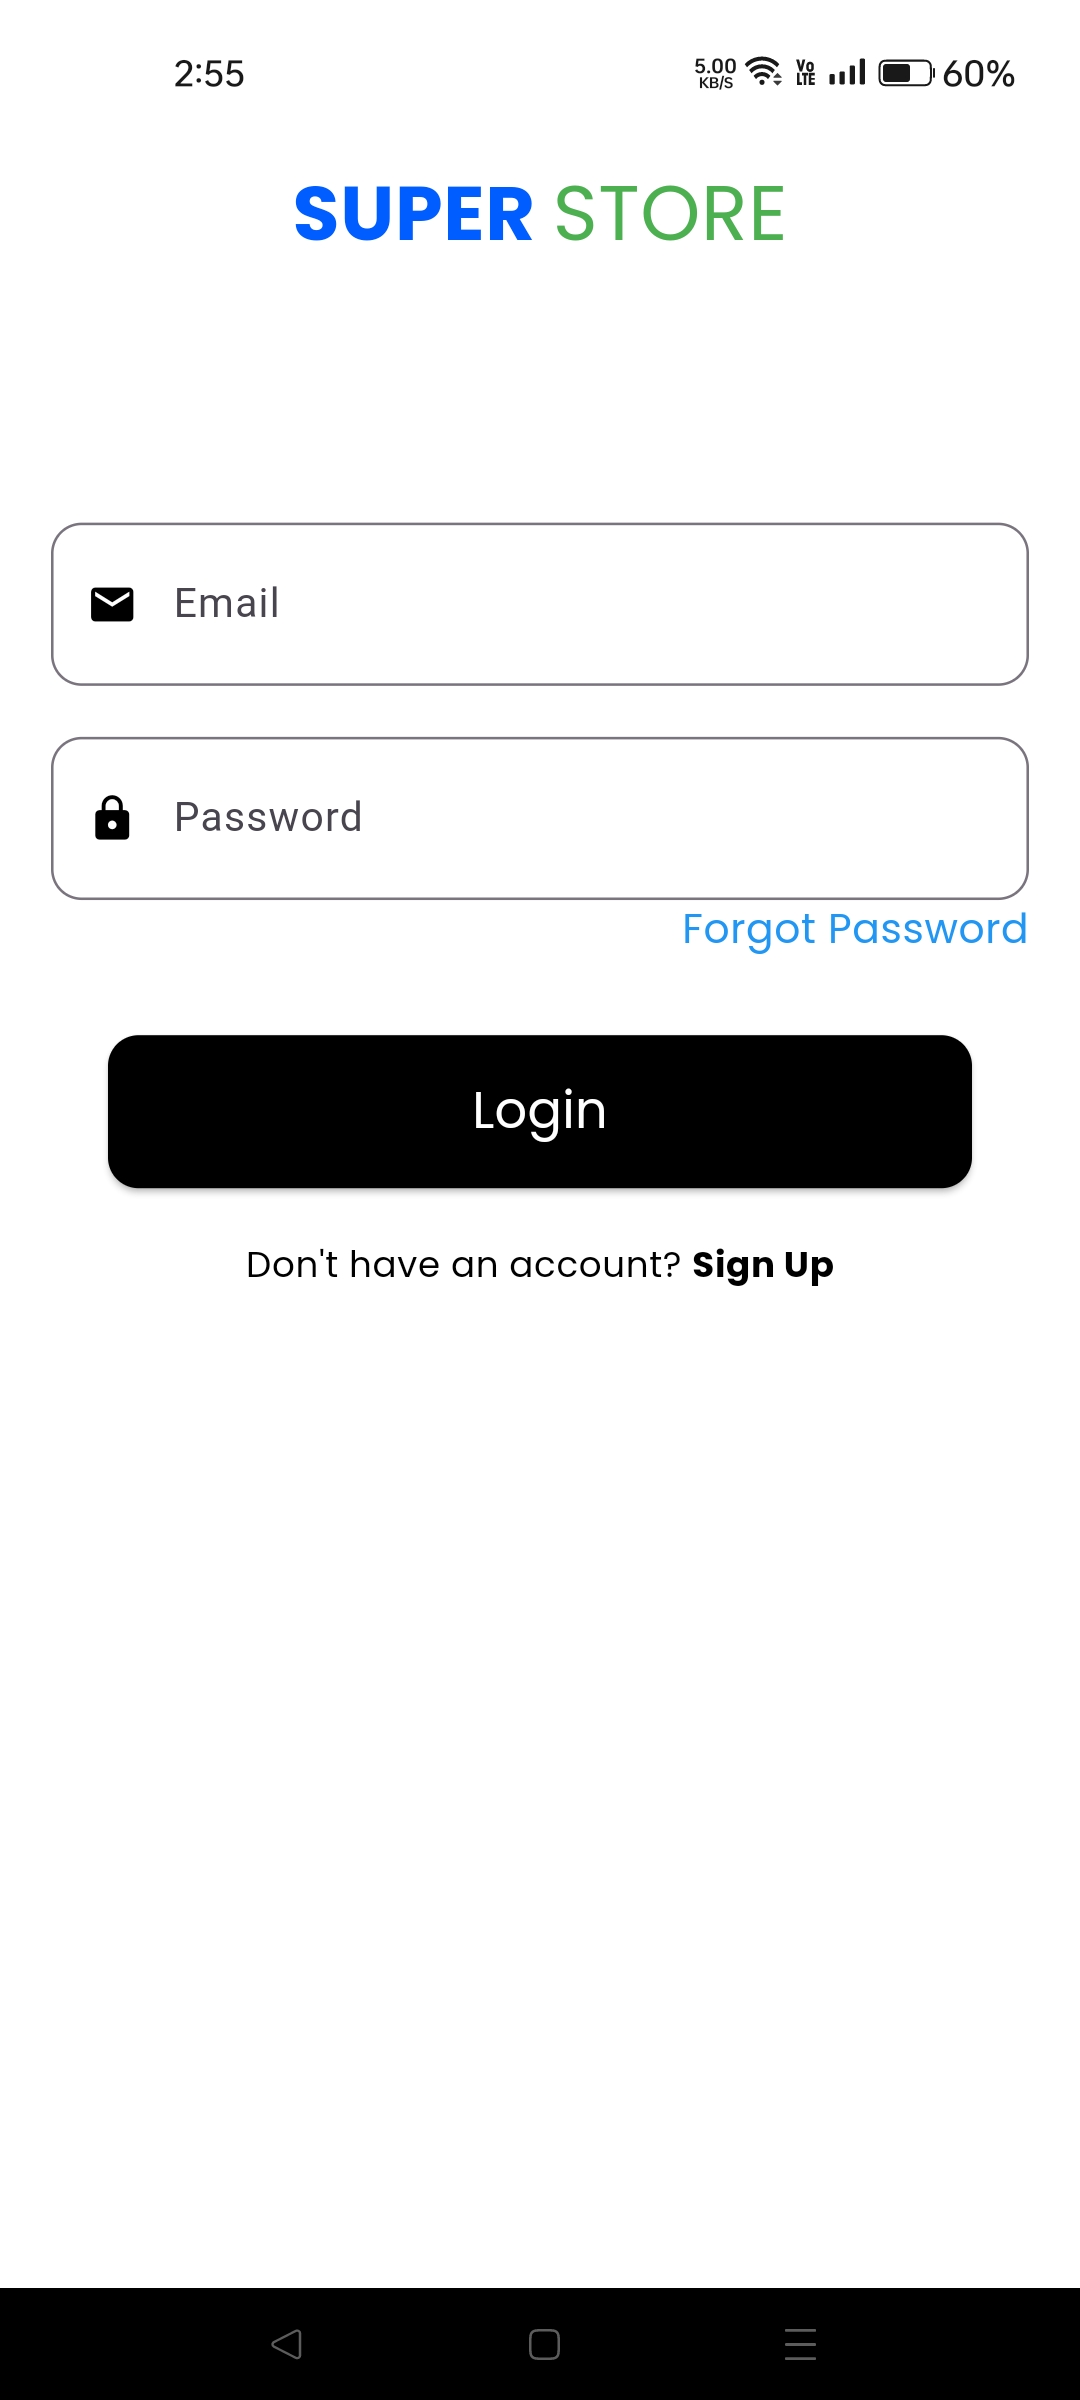 2:55 5.00 KB/S Vo LTE 60%
SUPER STORE
Email
Password
Forgot Password
Login
Don't have an account? Sign Up